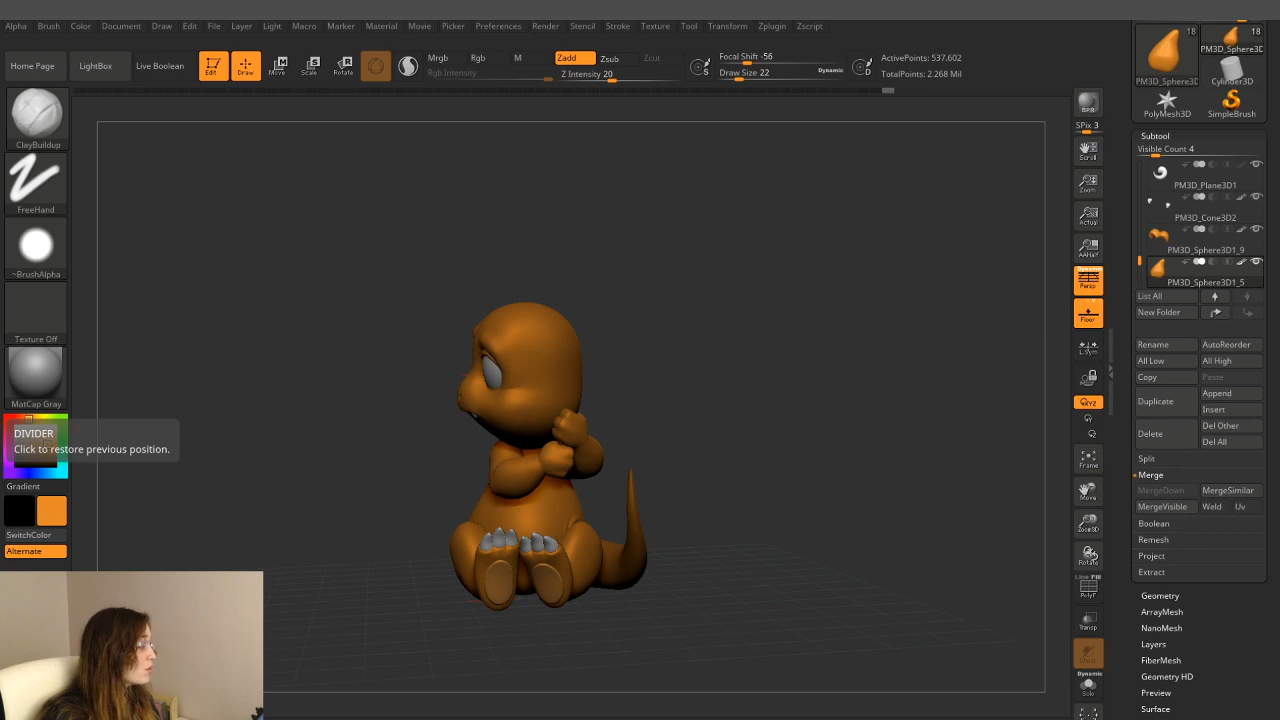 Alpha Brush Color Document Draw Edit File Layer Light Macro Marker Material Movie Picker Preferences Render Stencil Stroke Texture Tool Transform Zplugin Zscript
Home Page
LightBox
Live Boolean
Edit
Draw
Move
Scale
Rotate
Mrgb Rgb M
Rgb Intensity
Zadd Zsub Zcut
Z Intensity 20
S
Focal Shift -56
Draw Size 22
Dynamic
D
ActivePoints: 537.602
TotalPoints: 2.268 Mil
ClayBuildup
FreeHand
~BrushAlpha
Texture Off
MatCap Gray
DIVIDER
Click to restore previous position.
Gradient
SwitchColor
Alternate
BPR
SPix 3
Scroll
Zoom
Actual
AAHalf
Dynamic
Persp
Floor
L.Sym
XYZ
Y
Z
Frame
Move
Zoom3D
Rotate
Line Fill
PolyF
Transp
Ghost
Dynamic
Solo
18
PM3D_Sphere3D
18
PM3D_Sphere3D
Cylinder3D
PolyMesh3D
SimpleBrush
Subtool
Visible Count 4
PM3D_Plane3D1
PM3D_Cone3D2
PM3D_Sphere3D1_9
PM3D_Sphere3D1_5
List All
New Folder
Rename AutoReorder
All Low All High
Copy Paste
Duplicate
Append
Insert
Delete
Del Other
Del All
Split
Merge
MergeDown MergeSimilar
MergeVisible Weld Uv
Boolean
Remesh
Project
Extract
Geometry
ArrayMesh
NanoMesh
Layers
FiberMesh
Geometry HD
Preview
Surface